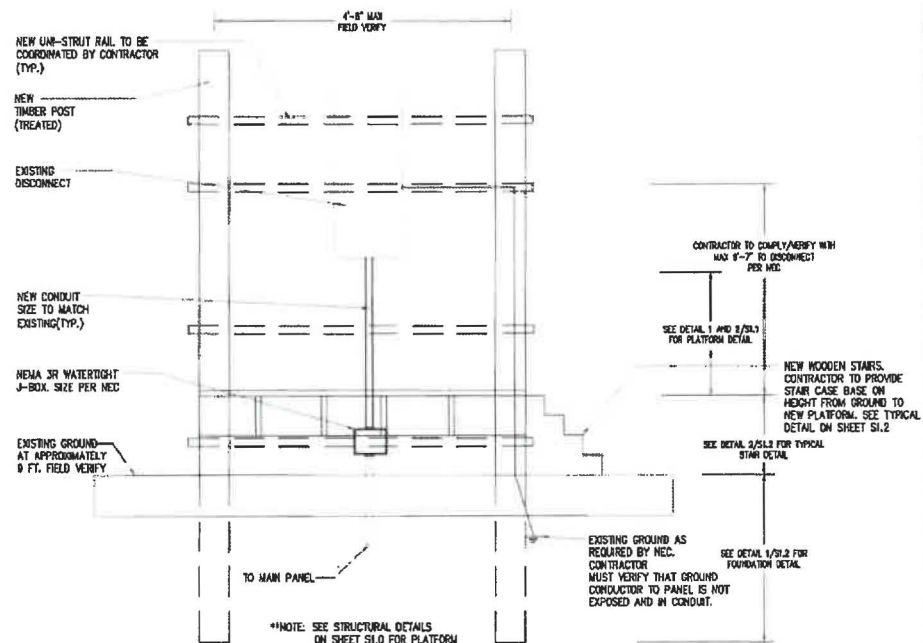 4'-6" MAX
FIELD VERIFY
NEW UNI-STRUT RAIL TO BE
COORDINATED BY CONTRACTOR
(TYP.)
NEW
TIMBER POST
(TREATED)
EXISTING
DISCONNECT
CONTRACTOR TO COMPLY/VERIFY WITH
MAX 6'-7" TO DISCONNECT
PER NEC
NEW CONDUIT
SIZE TO MATCH
EXISTING(TYP.)
SEE DETAIL 1 AND 2/S1.1
FOR PLATFORM DETAIL
NEMA 3R WATERTIGHT
J-BOX. SIZE PER NEC
NEW WOODEN STAIRS.
CONTRACTOR TO PROVIDE
STAIR CASE BASE ON
HEIGHT FROM GROUND TO
NEW PLATFORM. SEE TYPICAL
DETAIL ON SHEET S1.2
EXISTING GROUND
AT APPROXIMATELY
9 FT. FIELD VERIFY
SEE DETAIL 2/S1.2 FOR TYPICAL
STAIR DETAIL
EXISTING GROUND AS
REQUIRED BY NEC.
CONTRACTOR
MUST VERIFY THAT GROUND
CONDUCTOR TO PANEL IS NOT
EXPOSED AND IN CONDUIT.
SEE DETAIL 1/S1.2 FOR
FOUNDATION DETAIL
TO MAIN PANEL
**NOTE: SEE STRUCTURAL DETAILS
ON SHEET S1.0 FOR PLATFORM